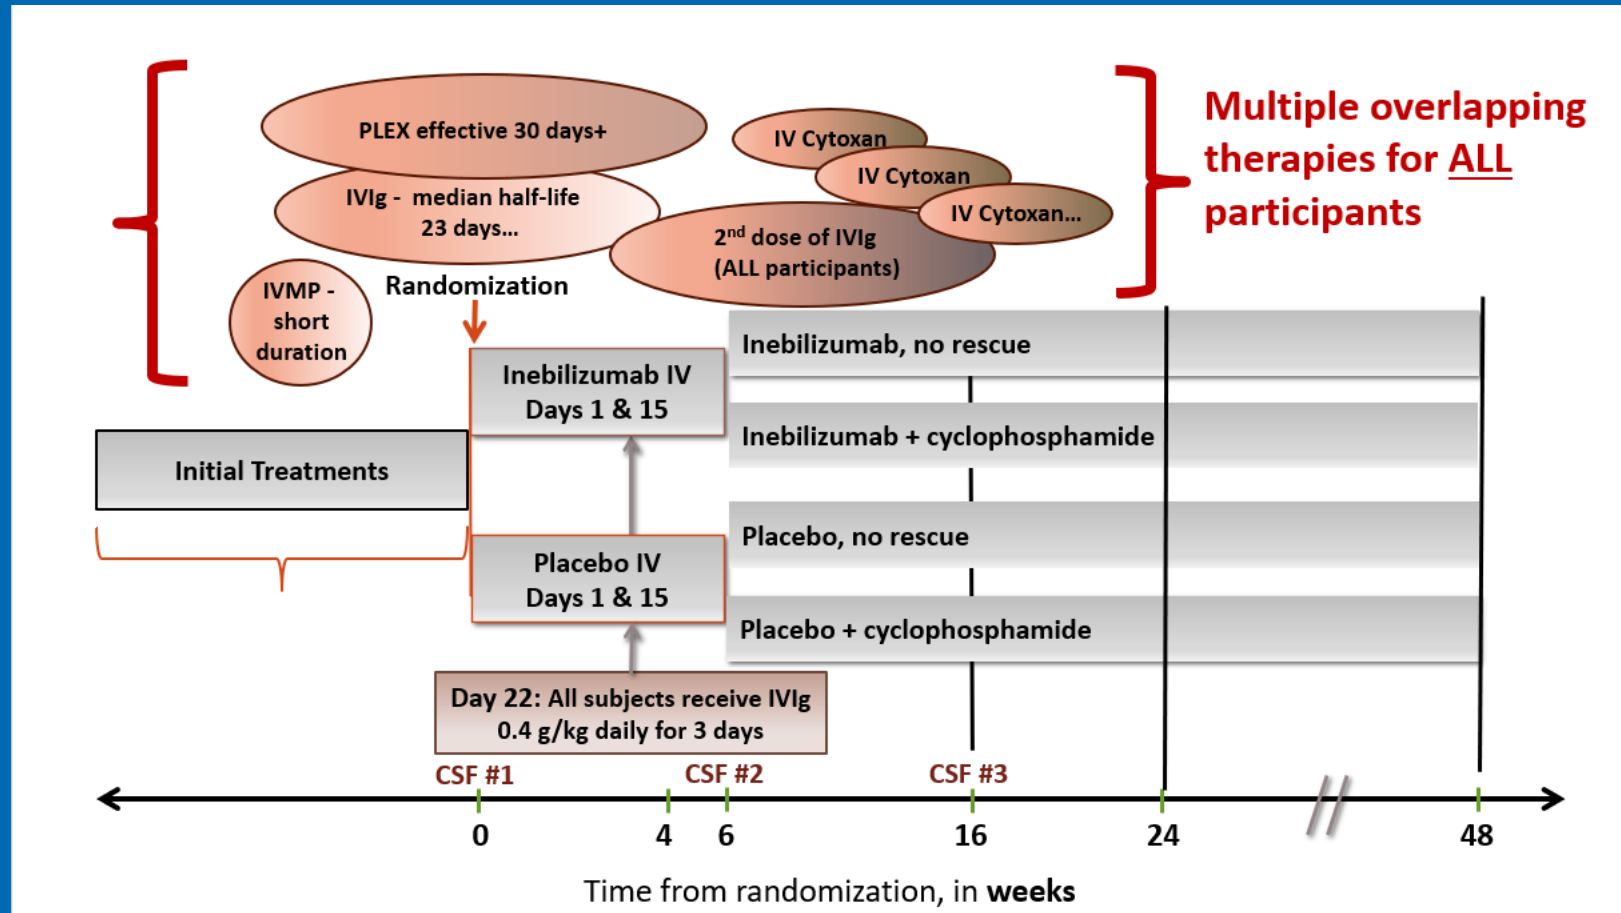 PLEX effective 30 days+
IVIg - median half-life
23 days...
IVMP -
short
duration
2nd dose of IVIg
(ALL participants)
IV Cytoxan
IV Cytoxan
IV Cytoxan...
Multiple overlapping
therapies for ALL
participants
Randomization
Initial Treatments
Inebilizumab IV
Days 1 & 15
Placebo IV
Days 1 & 15
Inebilizumab, no rescue
Inebilizumab + cyclophosphamide
Placebo, no rescue
Placebo + cyclophosphamide
Day 22: All subjects receive IVIg
0.4 g/kg daily for 3 days
CSF #1
CSF #2
CSF #3
0
4
6
16
24
48
Time from randomization, in weeks